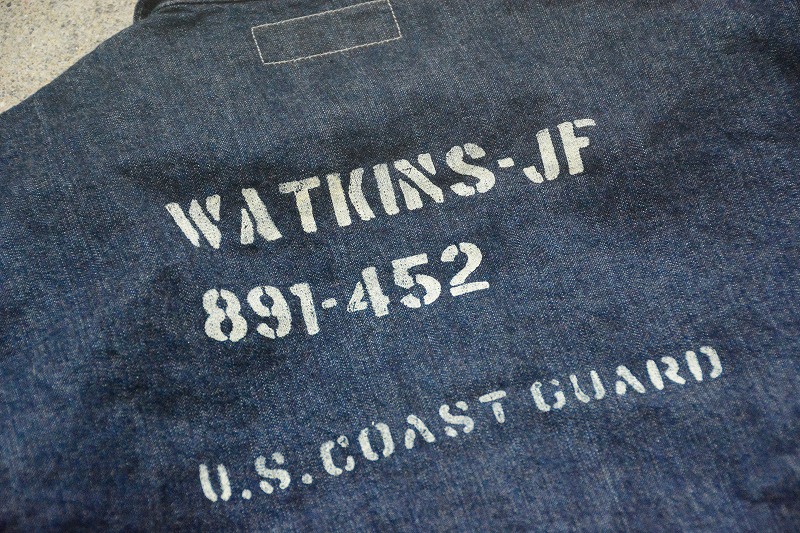 WATKINS-JF
891-452
U.S. COAST GUARD